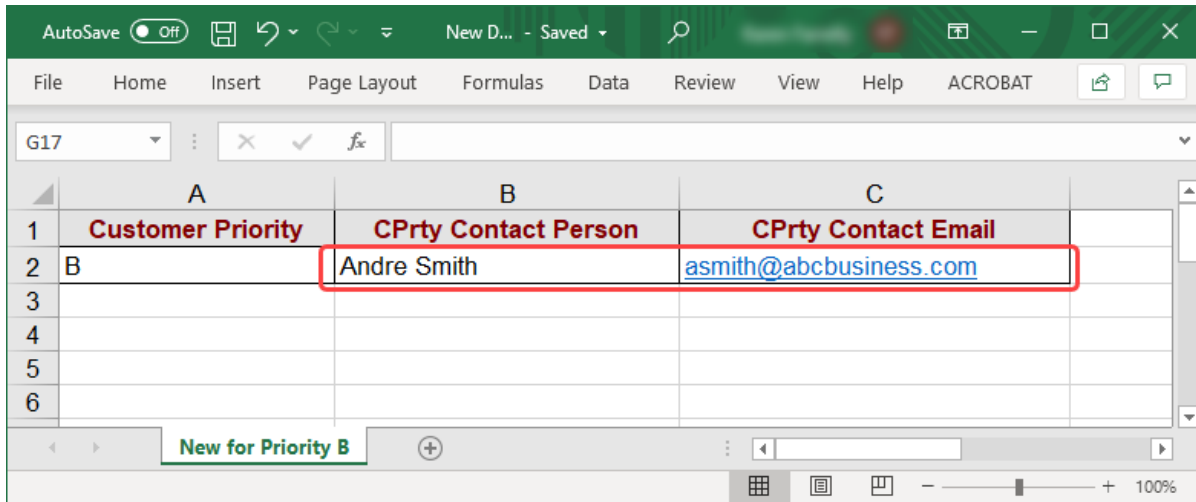 AutoSave Off New D... - Saved
File Home Insert Page Layout Formulas Data Review View Help ACROBAT
G17 fx
A B C
1 Customer Priority CPrty Contact Person CPrty Contact Email
2 B Andre Smith asmith@abcbusiness.com
3
4
5
6
New for Priority B
100%